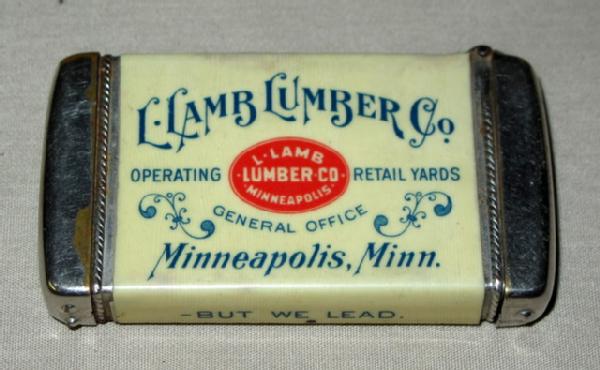 L. LAMB LUMBER CO
OPERATING
L. LAMB
LUMBER CO
MINNEAPOLIS
RETAIL YARDS
GENERAL OFFICE
Minneapolis, Minn.
-BUT WE LEAD.